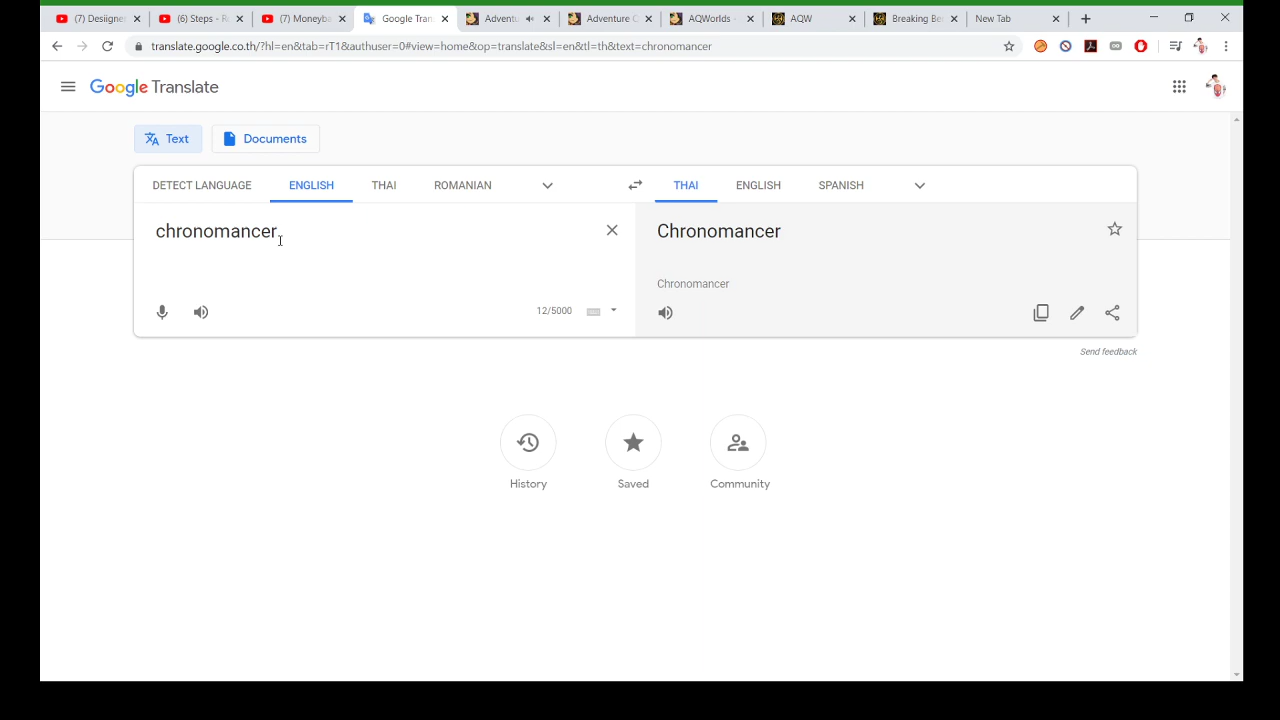 (7) Desiigne
(6) Steps - R
(7) Moneyba
Google Tran
Adventu
Adventure Q
AQWorlds -
AQW
Breaking Be
New Tab
translate.google.co.th/?hl=en&tab=rT1&authuser=0#view=home&op=translate&sl=en&tl=th&text=chronomancer
Google Translate
Text
Documents
DETECT LANGUAGE ENGLISH THAI ROMANIAN
THAI ENGLISH SPANISH
chronomancer
Chronomancer
Chronomancer
12/5000
Send feedback
History
Saved
Community